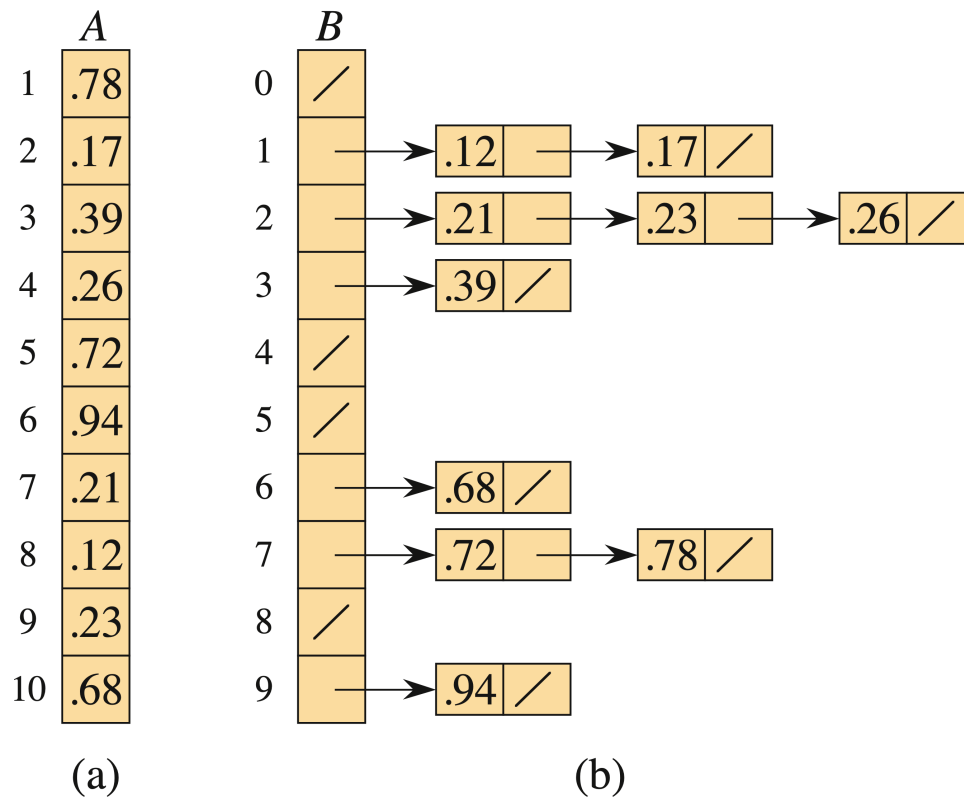 A B
1 .78 0
2 .17 1 .12 .17
3 .39 2 .21 .23 .26
4 .26 3 .39
5 .72 4
6 .94 5
7 .21 6 .68
8 .12 7 .72 .78
9 .23 8
10 .68 9 .94
(a) (b)